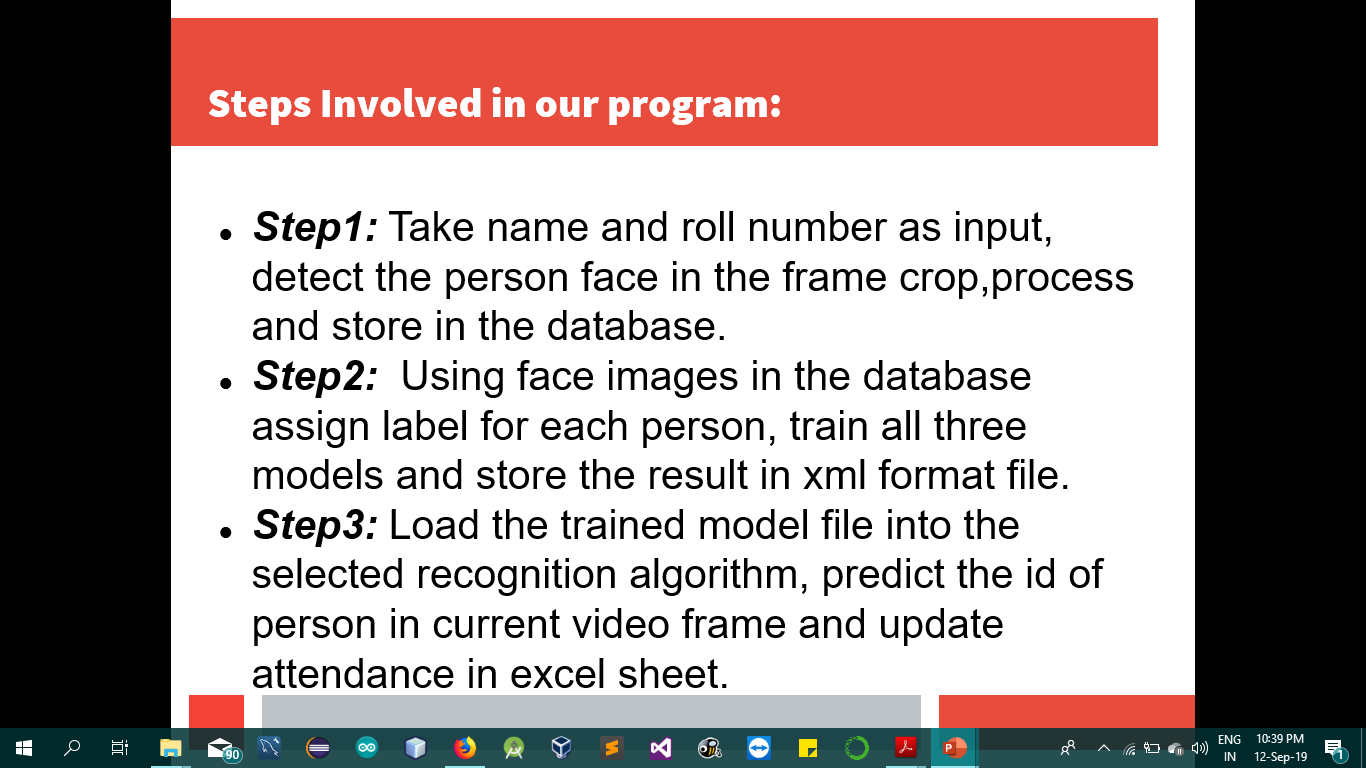 Steps Involved in our program:
● Step1: Take name and roll number as input,
detect the person face in the frame crop,process
and store in the database.
● Step2:  Using face images in the database
assign label for each person, train all three
models and store the result in xml format file.
● Step3: Load the trained model file into the
selected recognition algorithm, predict the id of
person in current video frame and update
attendance in excel sheet.
90
ENG
IN
10:39 PM
12-Sep-19
1